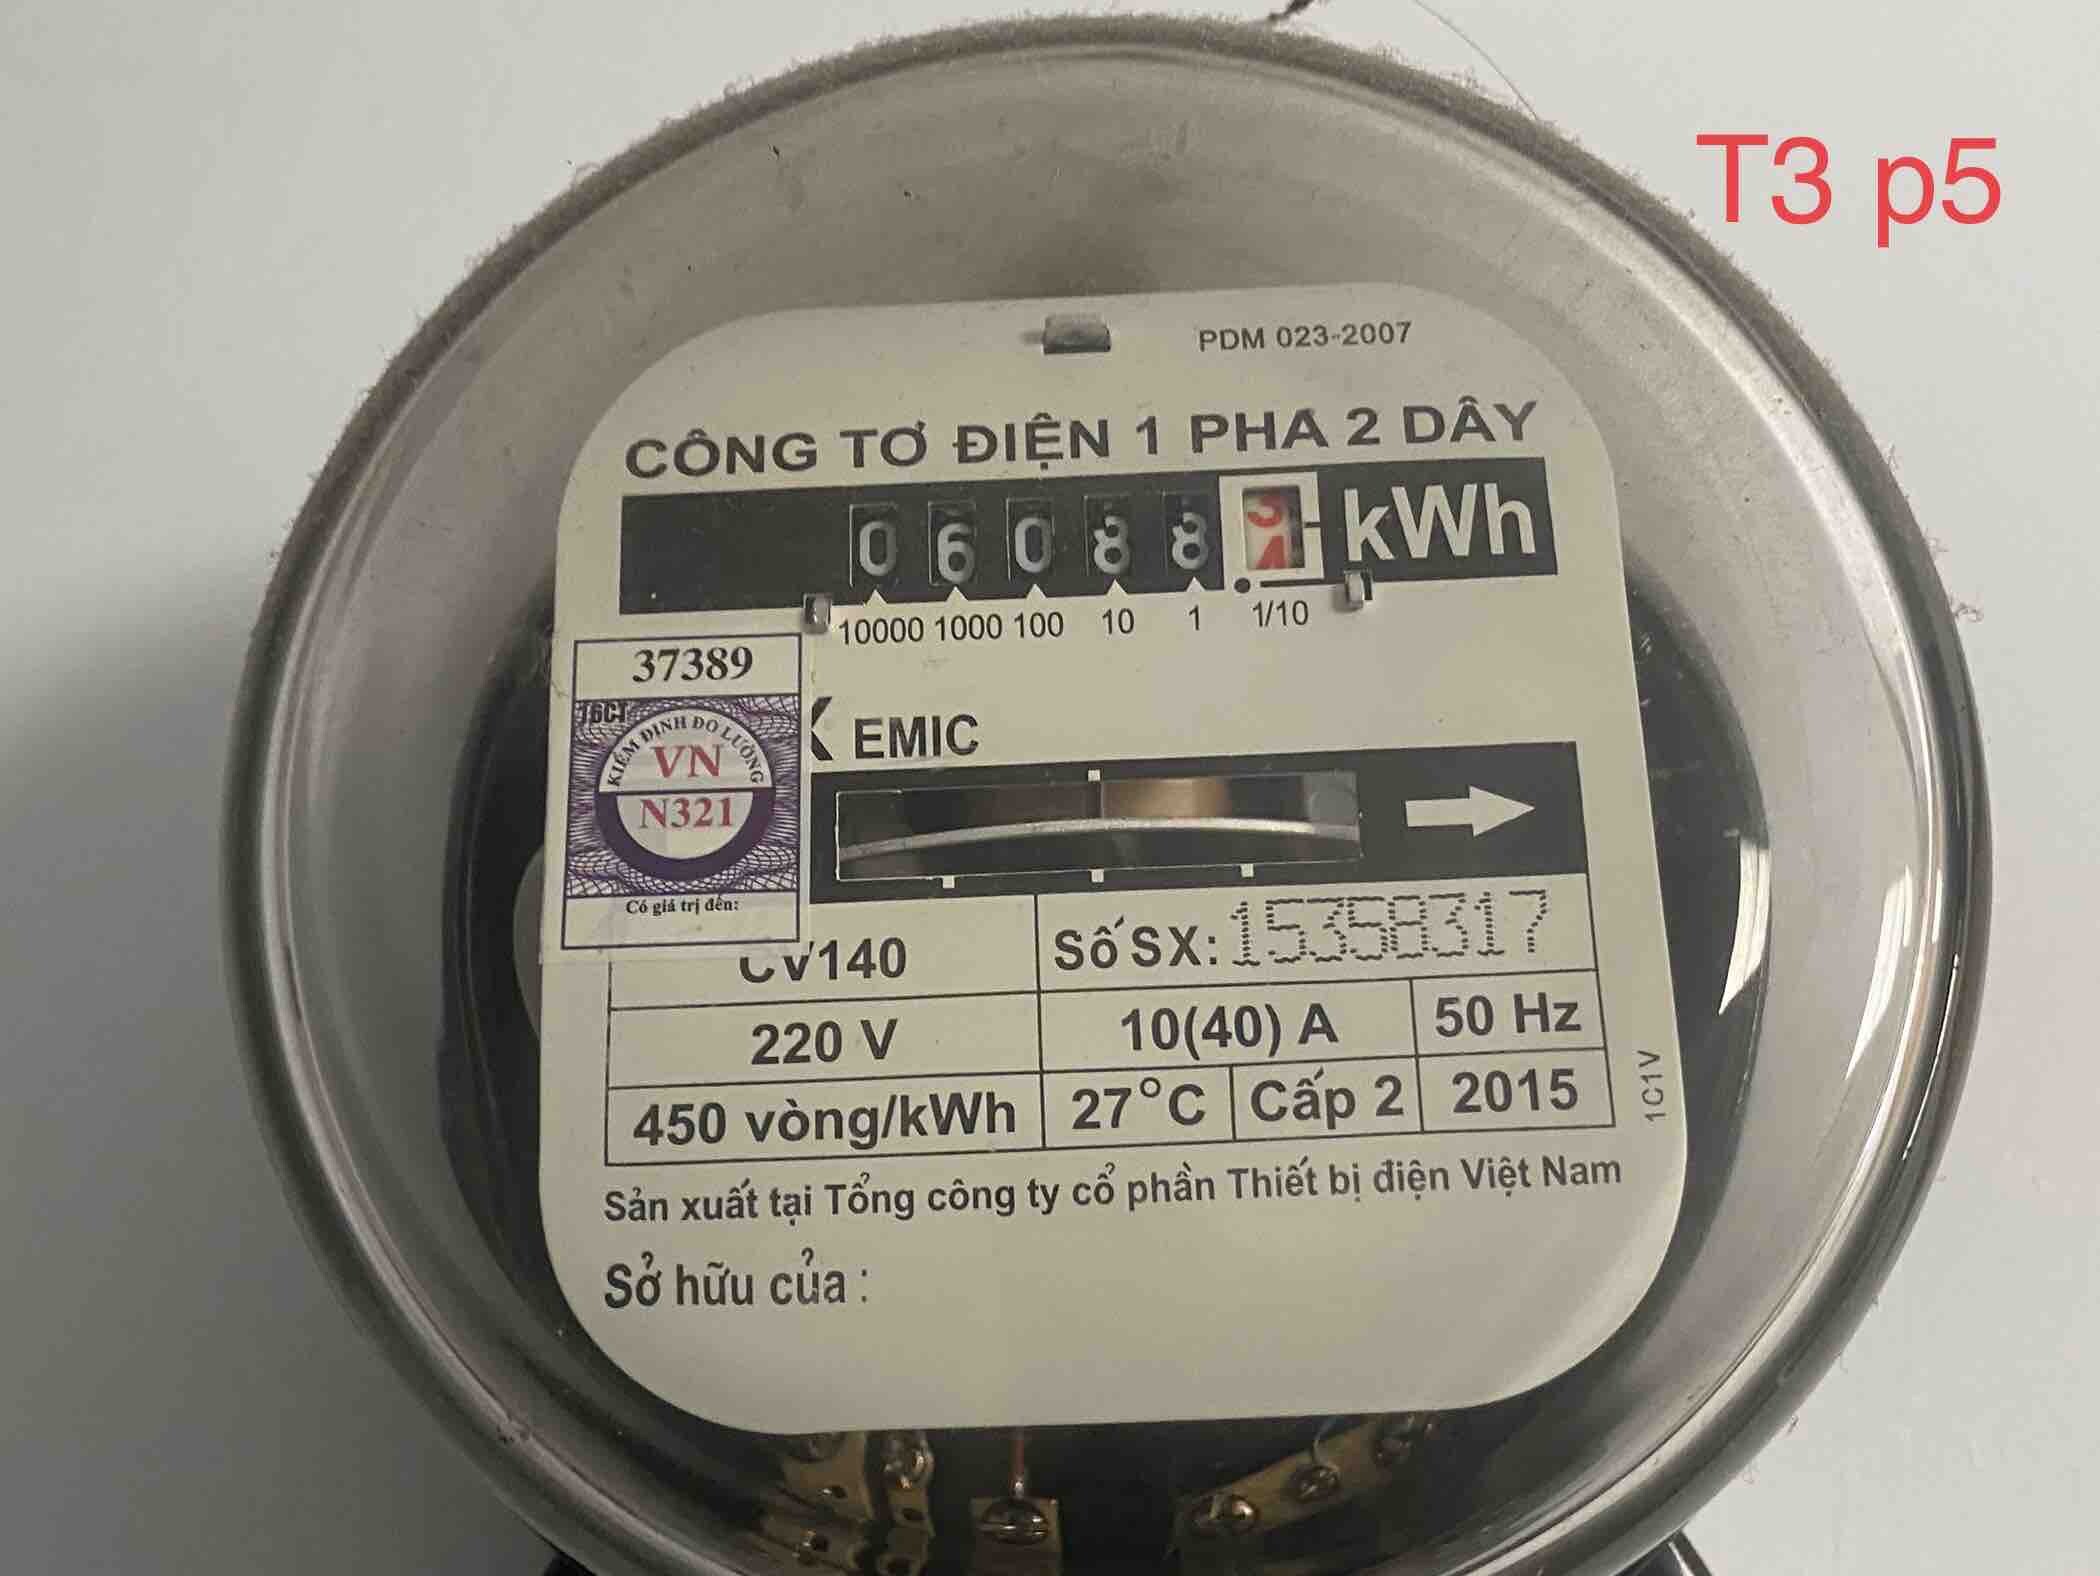 T3 p5
PDM 023-2007
CÔNG TƠ ĐIỆN 1 PHA 2 DÂY
0 6 0 8 8 3 kWh
10000 1000 100 10 1 1/10
37389
TBCT
KIỂM ĐỊNH ĐO LƯỜNG
VN
N321
Có giá trị đến:
EMIC
CV140
Số SX: 15358317
220 V
10(40) A
50 Hz
450 vòng/kWh
27°C
Cấp 2
2015
1C1V
Sản xuất tại Tổng công ty cổ phần Thiết bị điện Việt Nam
Sở hữu của :